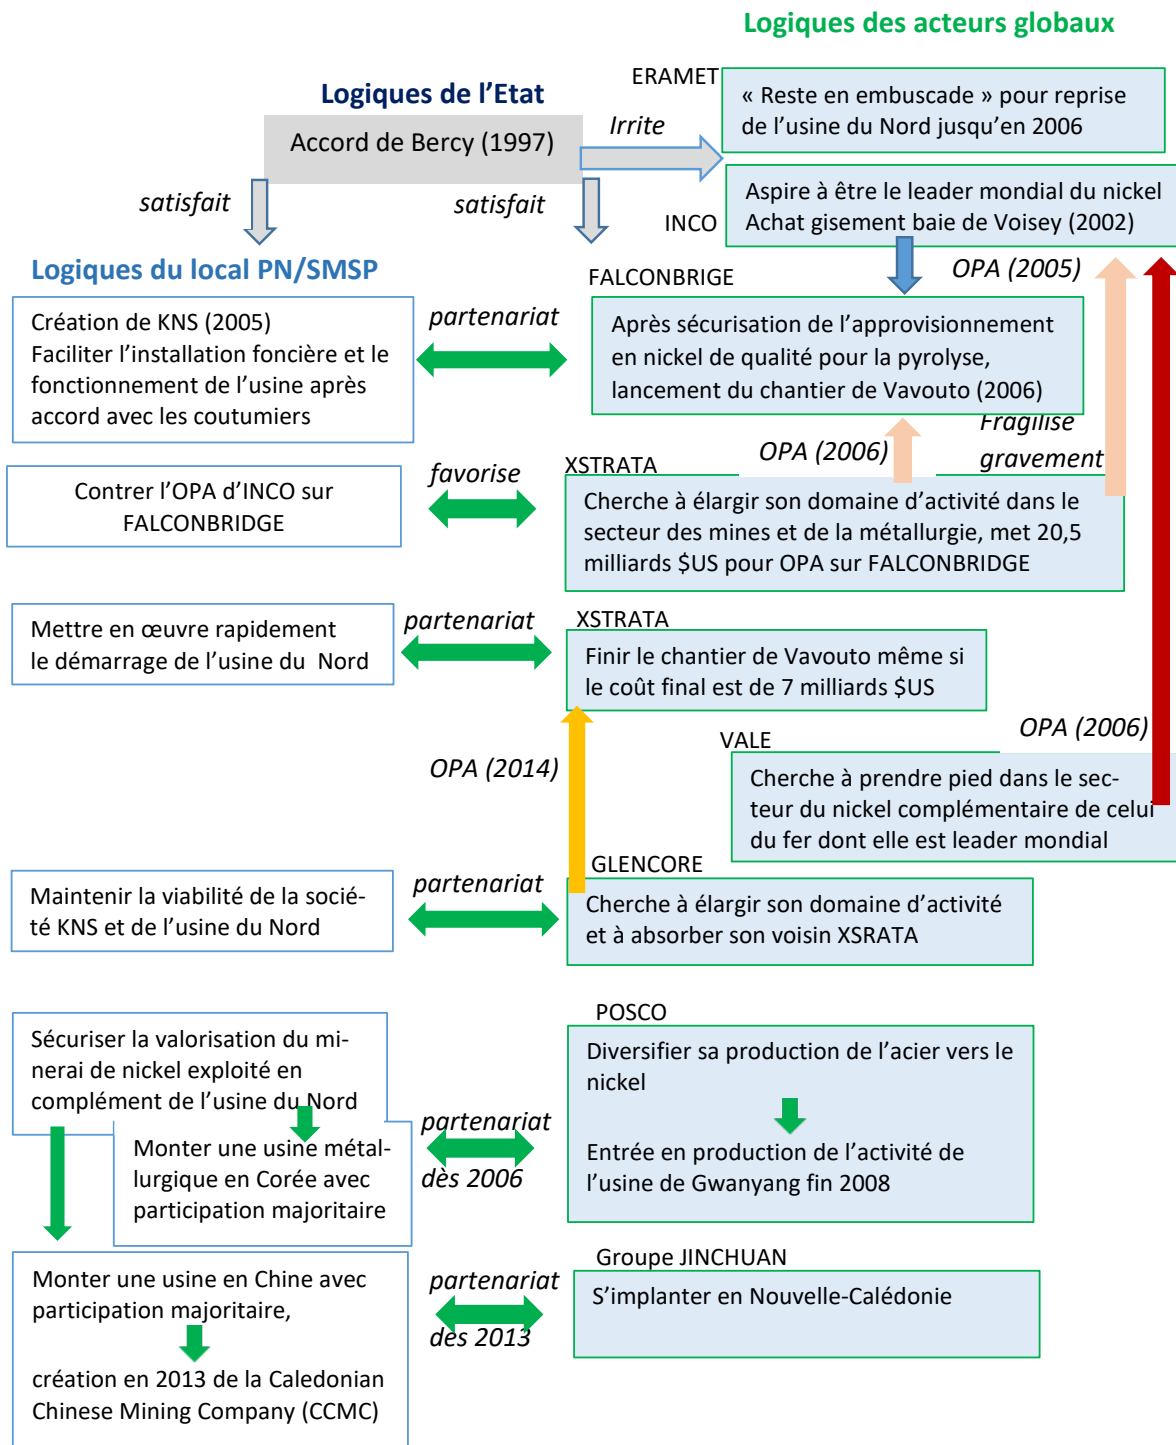 Logiques des acteurs globaux
ERAMET
« Reste en embuscade » pour reprise
de l’usine du Nord jusqu’en 2006
Logiques de l’Etat
Accord de Bercy (1997)
Irrite
satisfait
satisfait
INCO
Aspire à être le leader mondial du nickel
Achat gisement baie de Voisey (2002)
OPA (2005)
Logiques du local PN/SMSP
FALCONBRIGE
Création de KNS (2005)
Faciliter l’installation foncière et le
fonctionnement de l’usine après
accord avec les coutumiers
partenariat
Après sécurisation de l’approvisionnement
en nickel de qualité pour la pyrolyse,
lancement du chantier de Vavouto (2006)
OPA (2006)
Fragilise
gravement
XSTRATA
Contrer l’OPA d’INCO sur
FALCONBRIDGE
favorise
Cherche à élargir son domaine d’activité dans le
secteur des mines et de la métallurgie, met 20,5
milliards $US pour OPA sur FALCONBRIDGE
Mettre en œuvre rapidement
le démarrage de l’usine du Nord
partenariat
XSTRATA
Finir le chantier de Vavouto même si
le coût final est de 7 milliards $US
OPA (2014)
OPA (2006)
VALE
Cherche à prendre pied dans le sec-
teur du nickel complémentaire de celui
du fer dont elle est leader mondial
GLENCORE
Maintenir la viabilité de la socié-
té KNS et de l’usine du Nord
partenariat
Cherche à élargir son domaine d’activité
et à absorber son voisin XSRATA
POSCO
Sécuriser la valorisation du mi-
nerai de nickel exploité en
complément de l’usine du Nord
Monter une usine métal-
lurgique en Corée avec
participation majoritaire
partenariat
dès 2006
Diversifier sa production de l’acier vers le
nickel
Entrée en production de l’activité de
l’usine de Gwanyang fin 2008
Groupe JINCHUAN
Monter une usine en Chine avec
participation majoritaire,
création en 2013 de la Caledonian
Chinese Mining Company (CCMC)
partenariat
dès 2013
S’implanter en Nouvelle-Calédonie